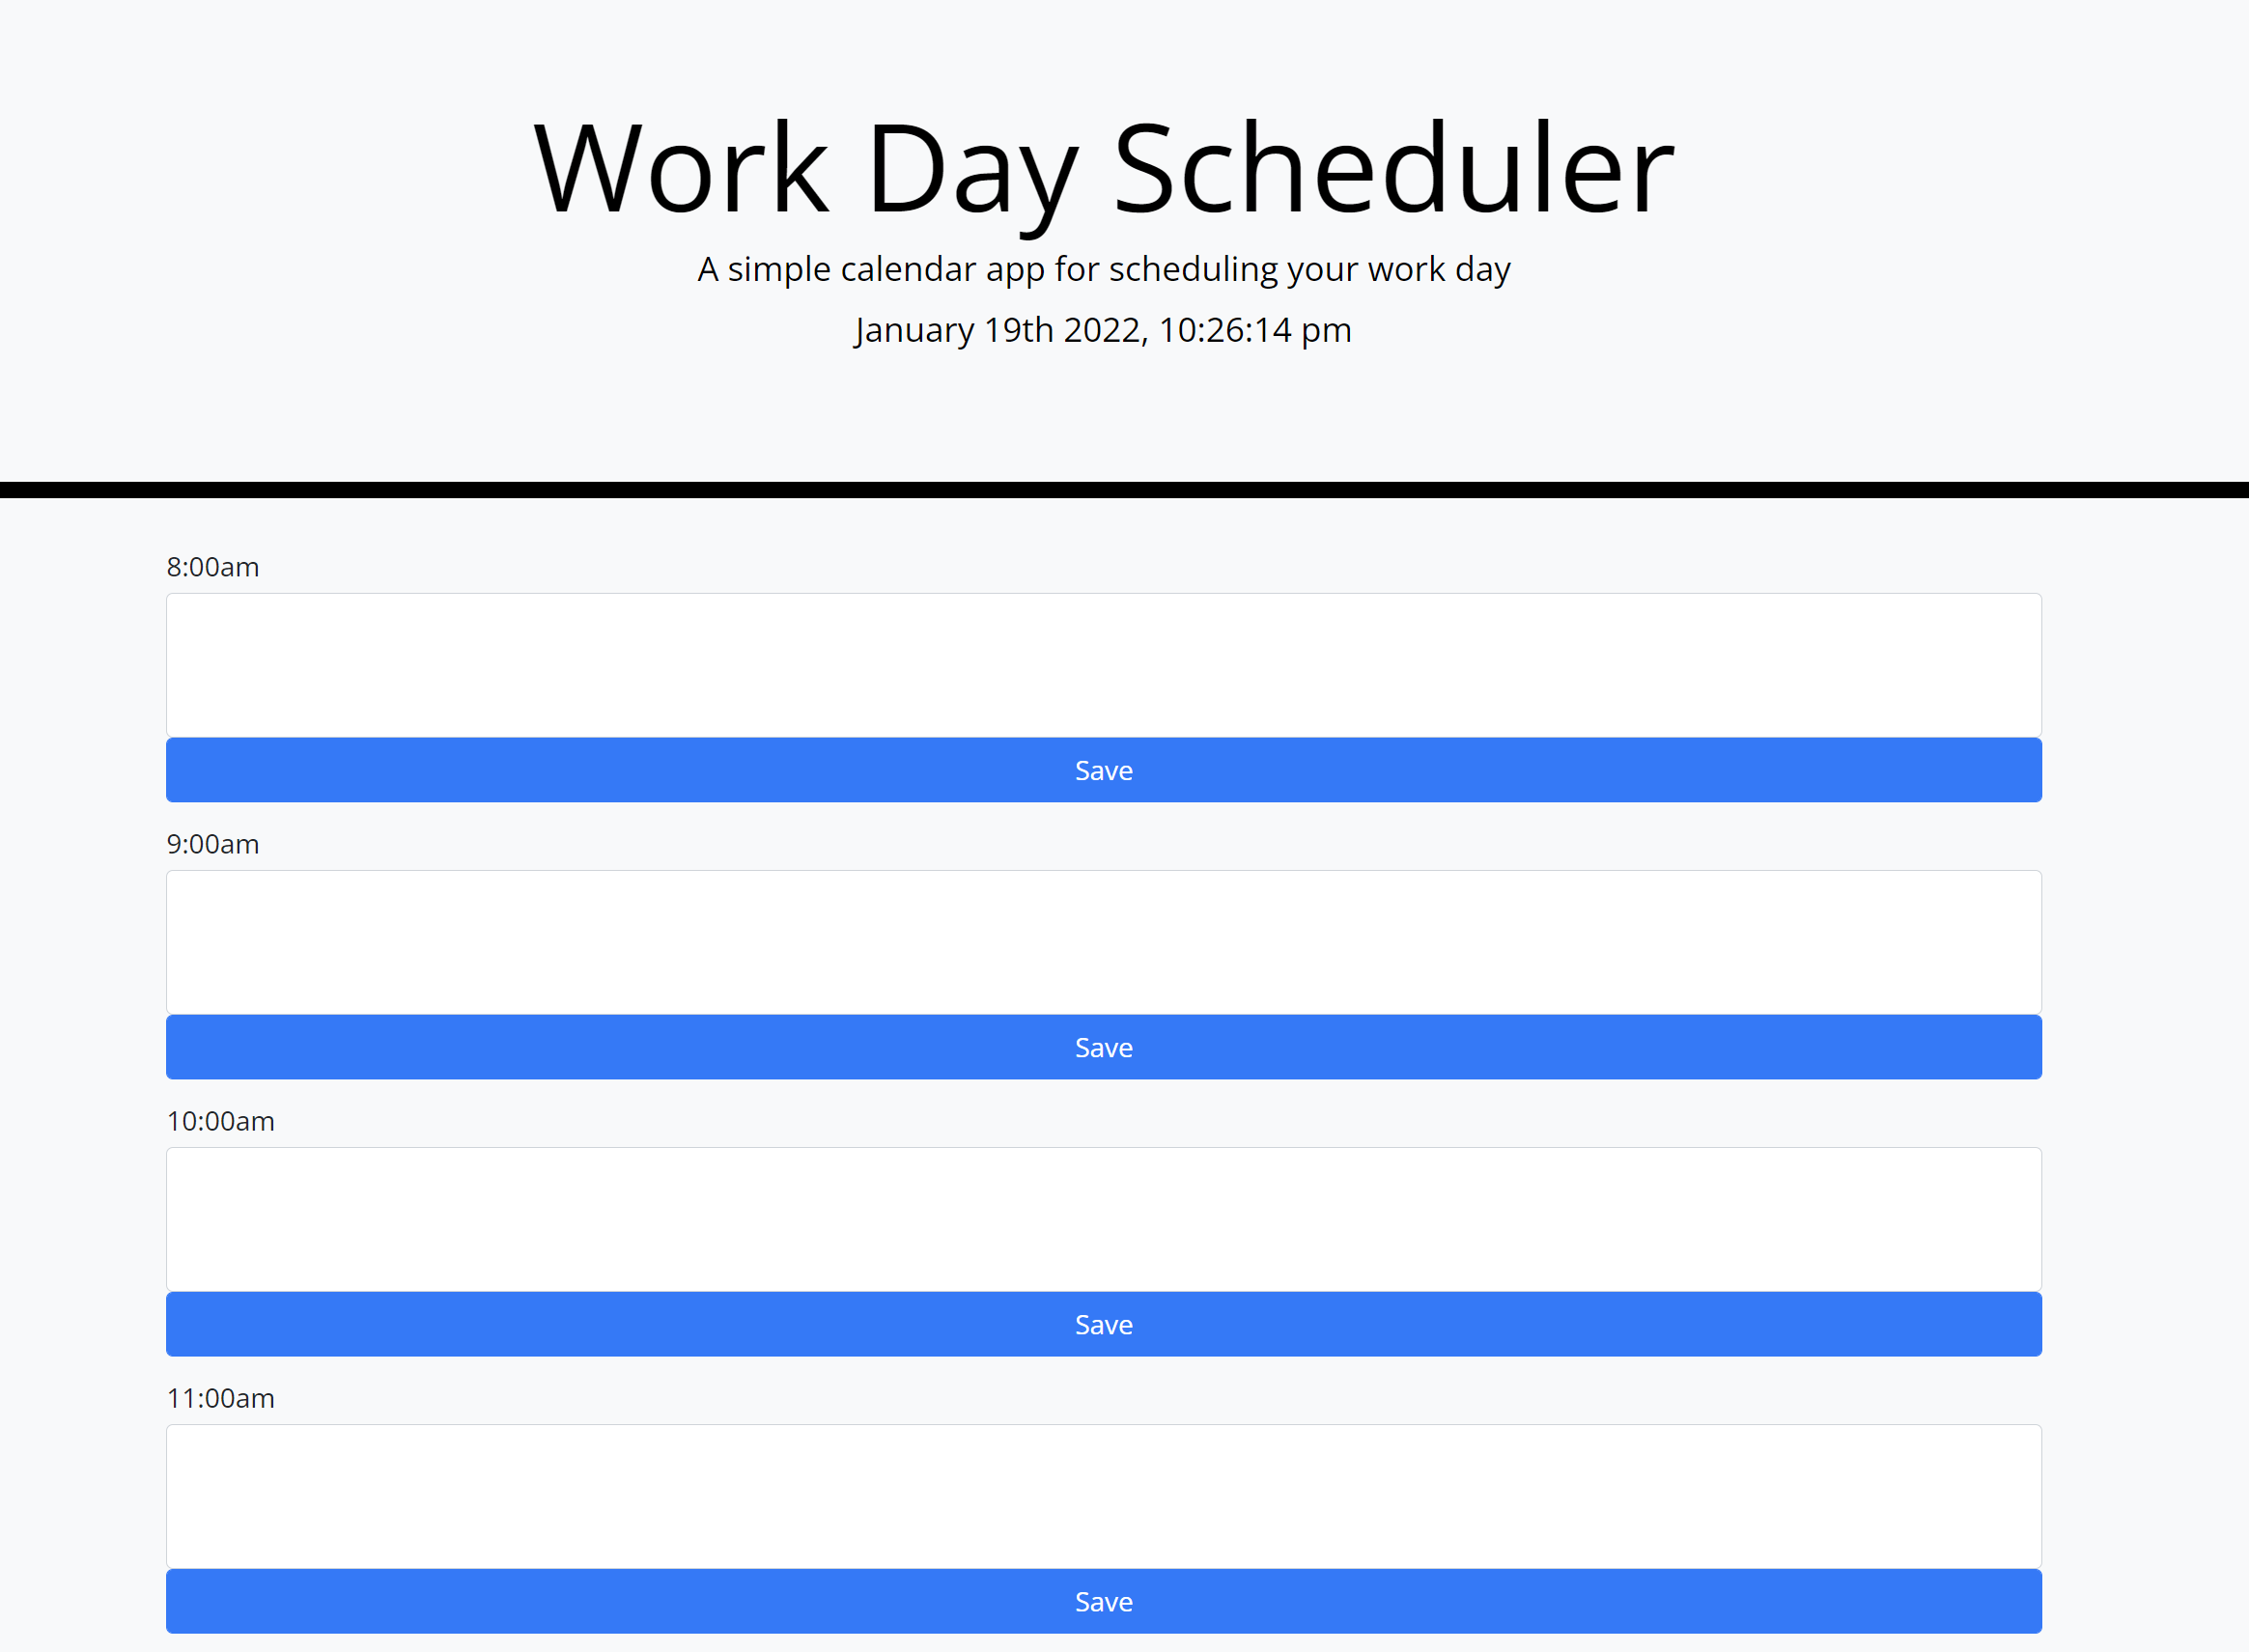 Work Day Scheduler
A simple calendar app for scheduling your work day
January 19th 2022, 10:26:14 pm
8:00am
Save
9:00am
Save
10:00am
Save
11:00am
Save